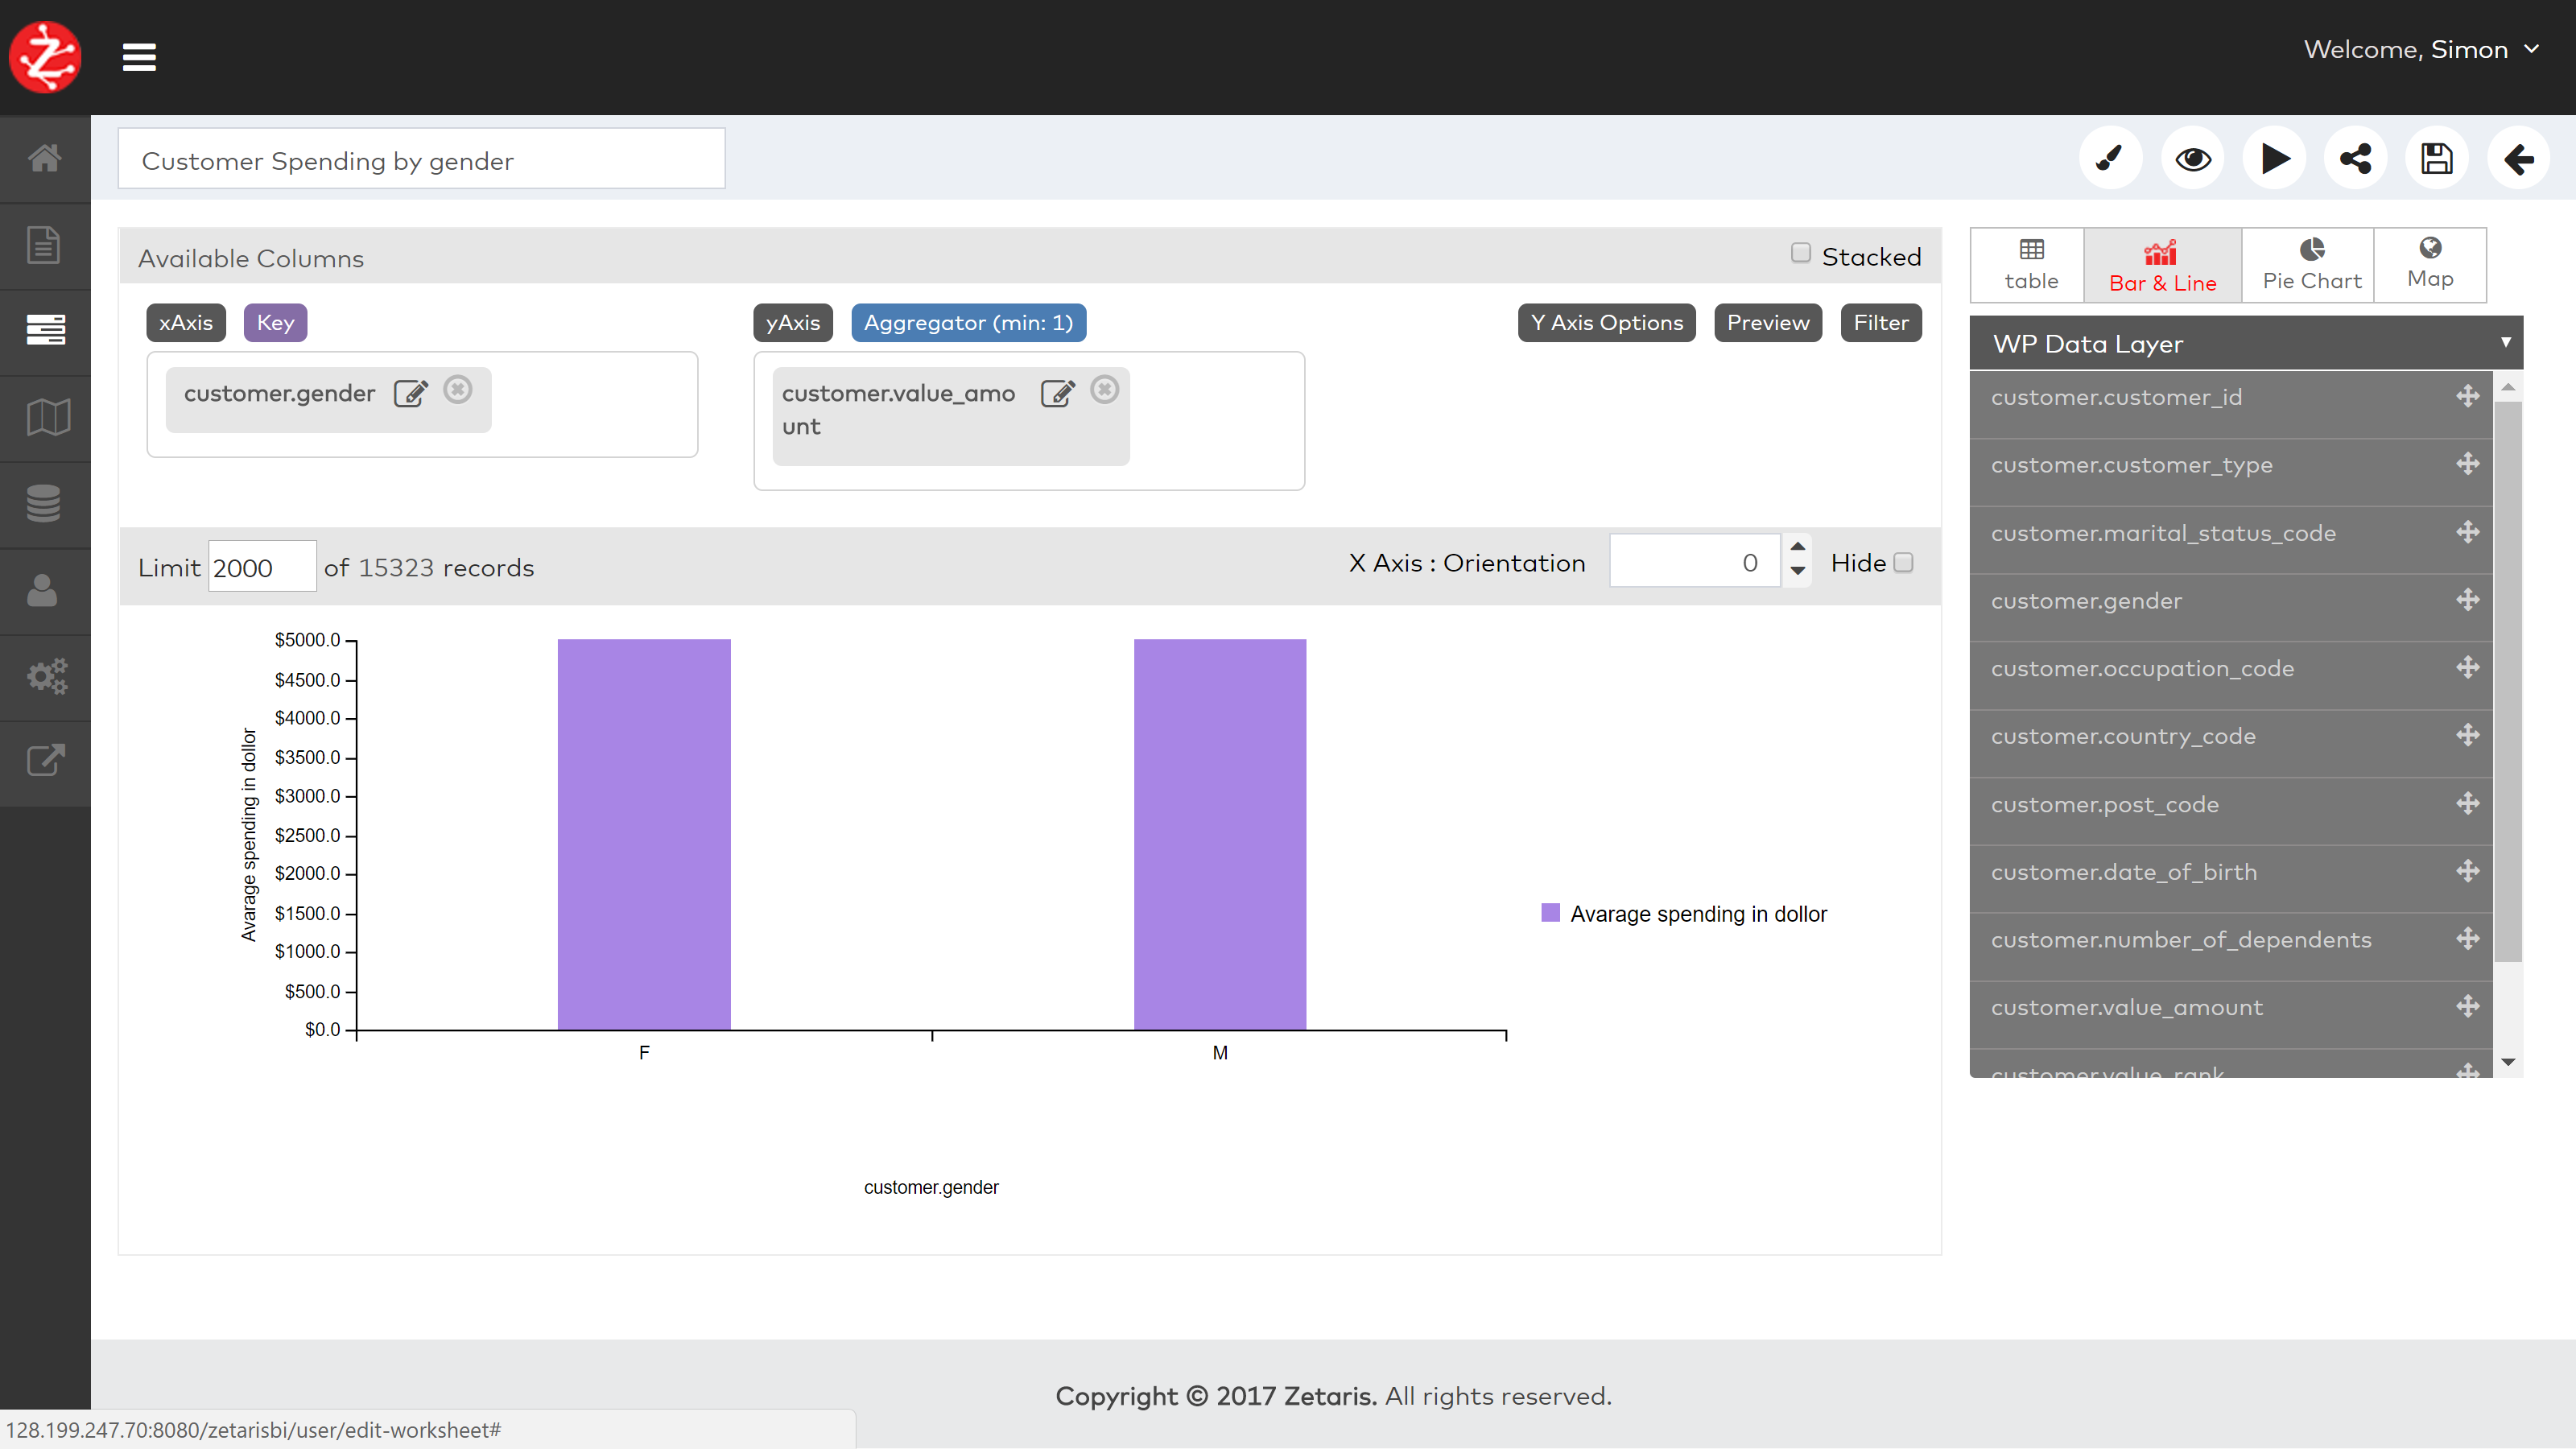 Welcome, Simon
Customer Spending by gender
Available Columns
Stacked
xAxis
Key
yAxis
Aggregator (min: 1)
Y Axis Options
Preview
Filter
customer.gender
customer.value_amo
unt
Limit 2000 of 15323 records
X Axis : Orientation 0 Hide
$5000.0
$4500.0
$4000.0
$3500.0
$3000.0
$2500.0
$2000.0
$1500.0
$1000.0
$500.0
$0.0
Avarage spending in dollor
F
M
customer.gender
Avarage spending in dollor
table
Bar & Line
Pie Chart
Map
WP Data Layer
customer.customer_id
customer.customer_type
customer.marital_status_code
customer.gender
customer.occupation_code
customer.country_code
customer.post_code
customer.date_of_birth
customer.number_of_dependents
customer.value_amount
customer.value_rank
Copyright © 2017 Zetaris. All rights reserved.
128.199.247.70:8080/zetarisbi/user/edit-worksheet#